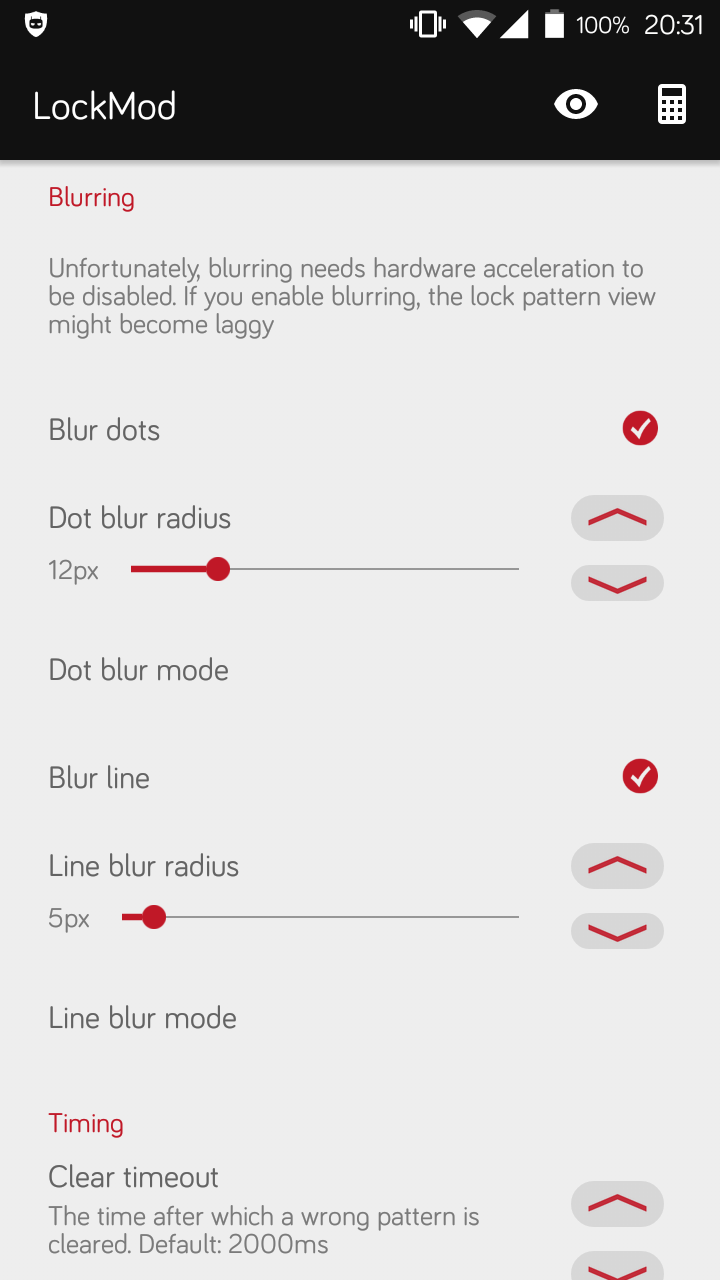 100% 20:31
LockMod
Blurring
Unfortunately, blurring needs hardware acceleration to
be disabled. If you enable blurring, the lock pattern view
might become laggy
Blur dots
Dot blur radius
12px
Dot blur mode
Blur line
Line blur radius
5px
Line blur mode
Timing
Clear timeout
The time after which a wrong pattern is
cleared. Default: 2000ms